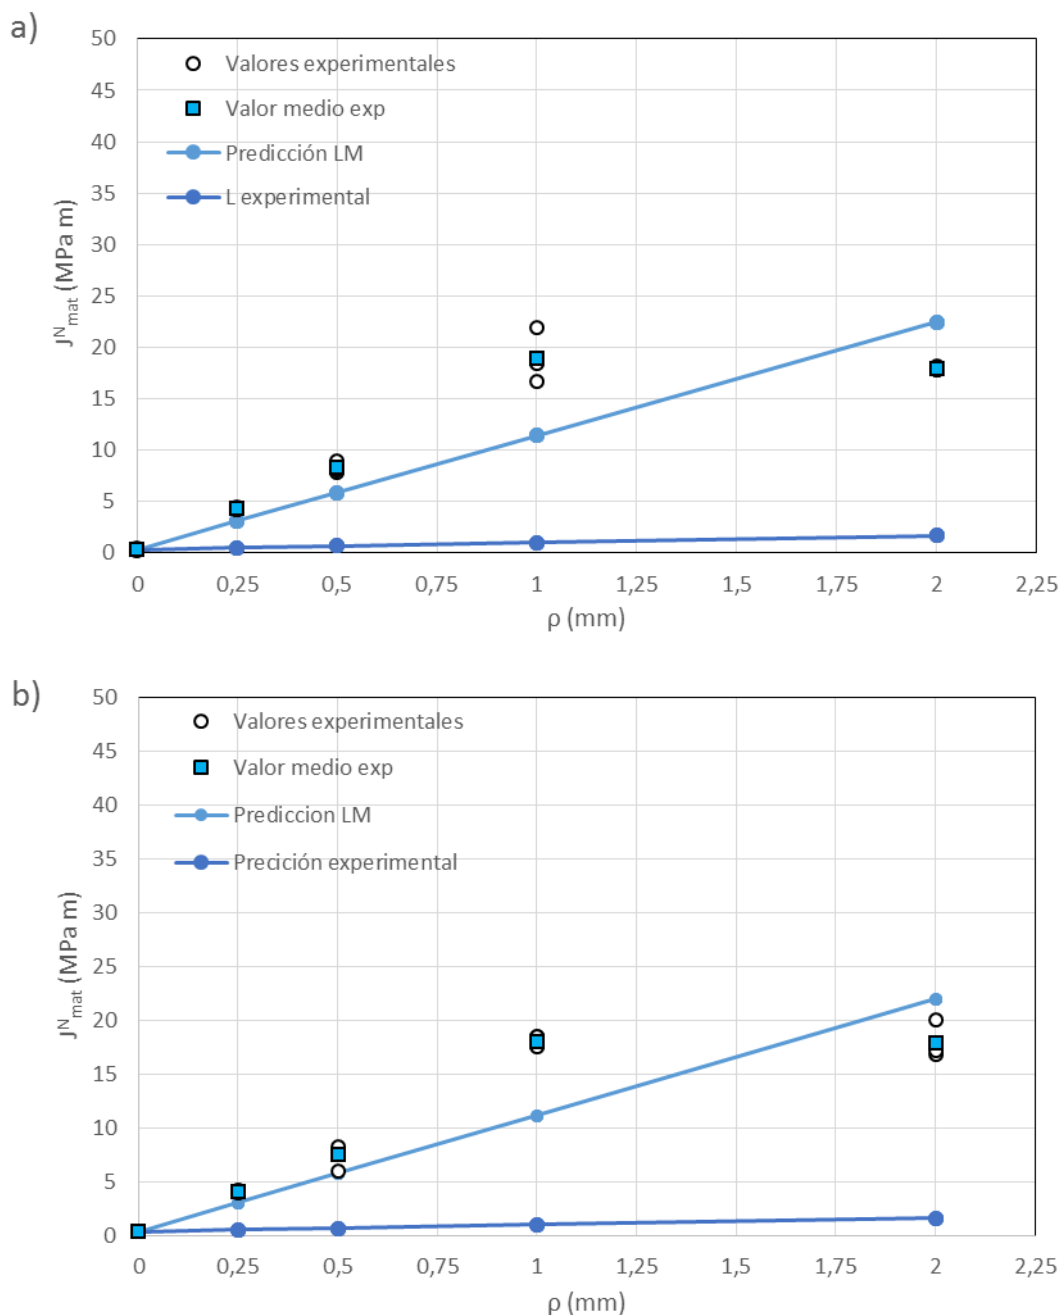 a)
50
45
40
35
30
25
20
15
10
5
0
J^N_mat (MPa m)
Valores experimentales
Valor medio exp
Predicción LM
L experimental
0 0,25 0,5 0,75 1 1,25 1,5 1,75 2 2,25
ρ (mm)
b)
50
45
40
35
30
25
20
15
10
5
0
J^N_mat (MPa m)
Valores experimentales
Valor medio exp
Prediccion LM
Precición experimental
0 0,25 0,5 0,75 1 1,25 1,5 1,75 2 2,25
ρ (mm)